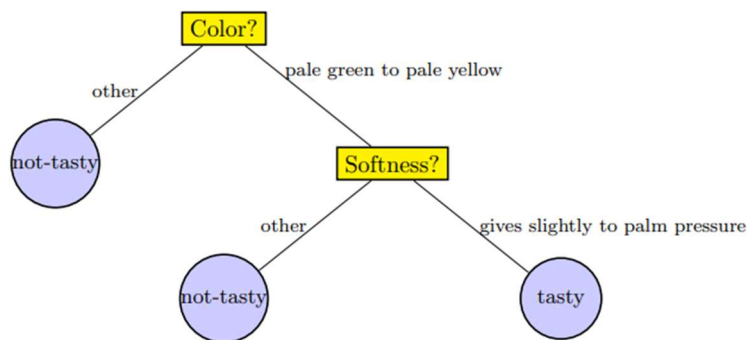 Color?
other
pale green to pale yellow
not-tasty
Softness?
other
gives slightly to palm pressure
not-tasty
tasty